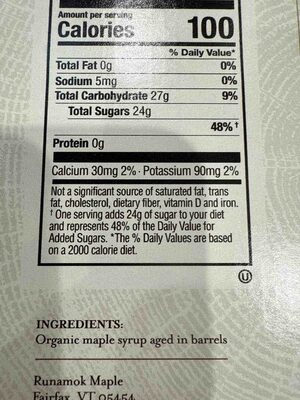 Amount per serving
Calories 100
% Daily Value*
Total Fat 0g 0%
Sodium 5mg 0%
Total Carbohydrate 27g 9%
Total Sugars 24g
48% †
Protein 0g
Calcium 30mg 2% · Potassium 90mg 2%
Not a significant source of saturated fat, trans
fat, cholesterol, dietary fiber, vitamin D and iron.
† One serving adds 24g of sugar to your diet
and represents 48% of the Daily Value for
Added Sugars. *The % Daily Values are based
on a 2000 calorie diet.
U
INGREDIENTS:
Organic maple syrup aged in barrels
Runamok Maple
Fairfax, VT 05454